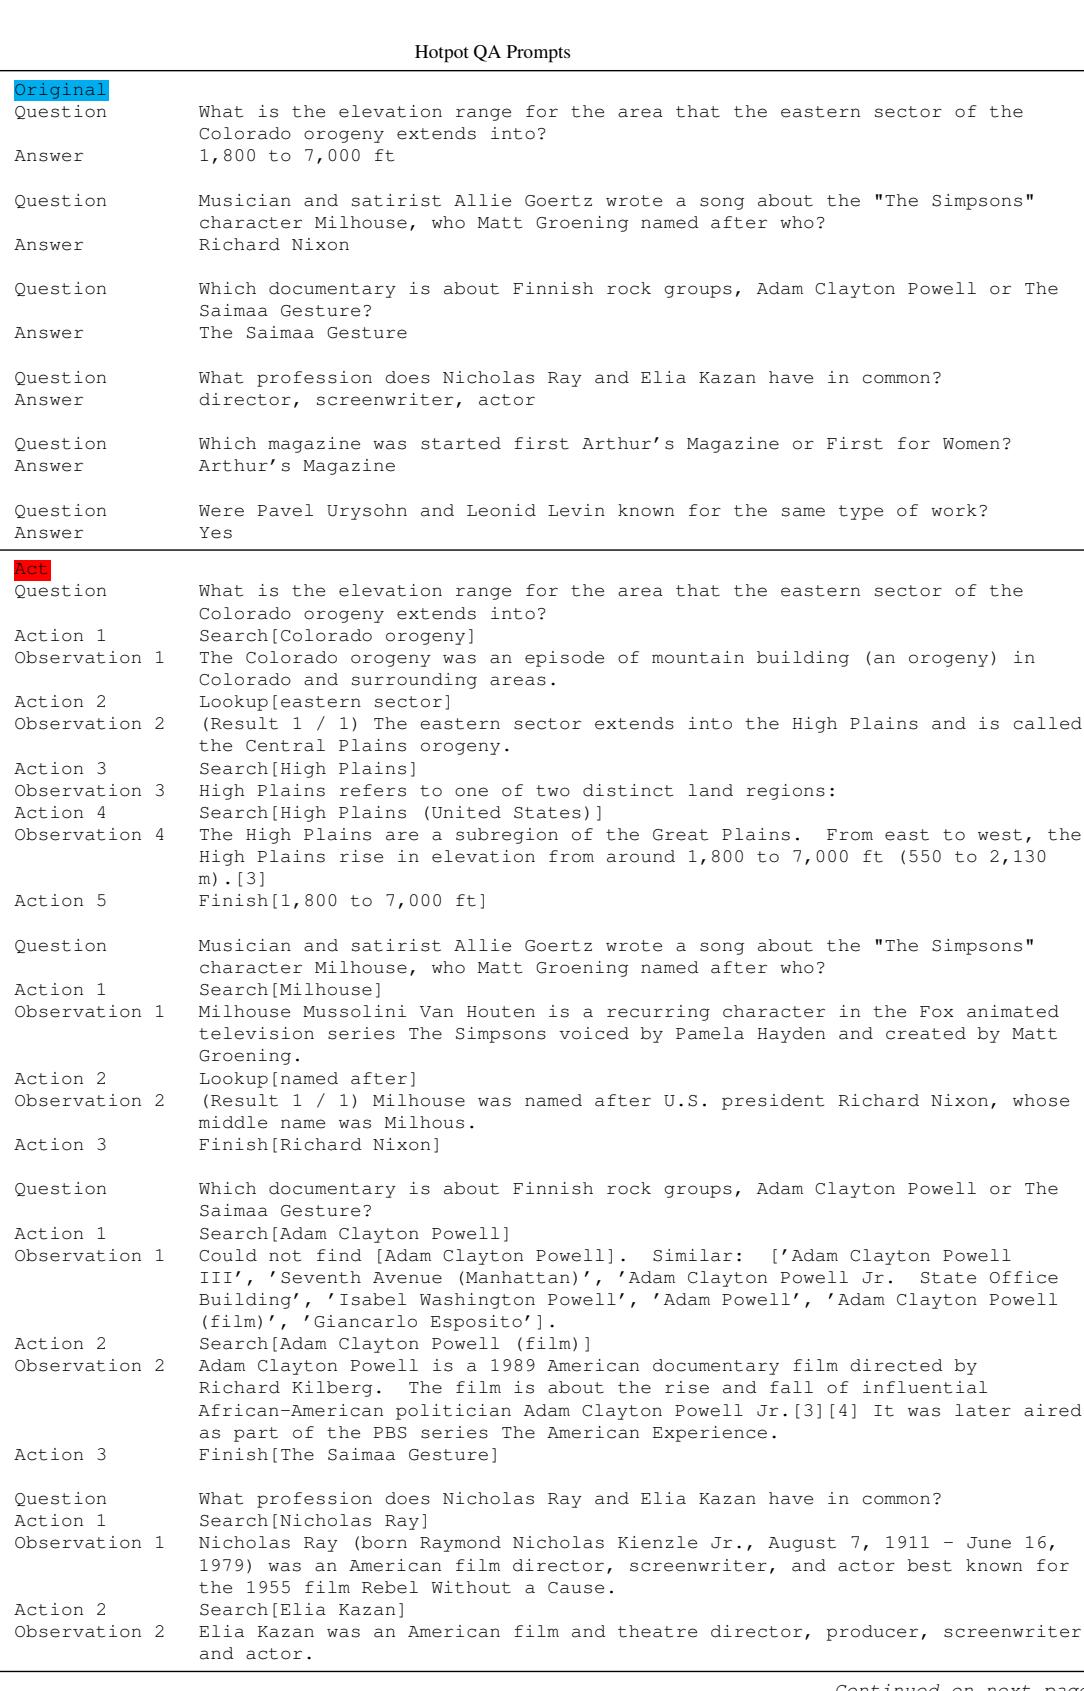 Hotpot QA Prompts
Original
Question What is the elevation range for the area that the eastern sector of the
Colorado orogeny extends into?
Answer 1,800 to 7,000 ft
Question Musician and satirist Allie Goertz wrote a song about the "The Simpsons"
character Milhouse, who Matt Groening named after who?
Answer Richard Nixon
Question Which documentary is about Finnish rock groups, Adam Clayton Powell or The
Saimaa Gesture?
Answer The Saimaa Gesture
Question What profession does Nicholas Ray and Elia Kazan have in common?
Answer director, screenwriter, actor
Question Which magazine was started first Arthur’s Magazine or First for Women?
Answer Arthur’s Magazine
Question Were Pavel Urysohn and Leonid Levin known for the same type of work?
Answer Yes
Act
Question What is the elevation range for the area that the eastern sector of the
Colorado orogeny extends into?
Action 1 Search[Colorado orogeny]
Observation 1 The Colorado orogeny was an episode of mountain building (an orogeny) in
Colorado and surrounding areas.
Action 2 Lookup[eastern sector]
Observation 2 (Result 1 / 1) The eastern sector extends into the High Plains and is called
the Central Plains orogeny.
Action 3 Search[High Plains]
Observation 3 High Plains refers to one of two distinct land regions:
Action 4 Search[High Plains (United States)]
Observation 4 The High Plains are a subregion of the Great Plains. From east to west, the
High Plains rise in elevation from around 1,800 to 7,000 ft (550 to 2,130
m).[3]
Action 5 Finish[1,800 to 7,000 ft]
Question Musician and satirist Allie Goertz wrote a song about the "The Simpsons"
character Milhouse, who Matt Groening named after who?
Action 1 Search[Milhouse]
Observation 1 Milhouse Mussolini Van Houten is a recurring character in the Fox animated
television series The Simpsons voiced by Pamela Hayden and created by Matt
Groening.
Action 2 Lookup[named after]
Observation 2 (Result 1 / 1) Milhouse was named after U.S. president Richard Nixon, whose
middle name was Milhous.
Action 3 Finish[Richard Nixon]
Question Which documentary is about Finnish rock groups, Adam Clayton Powell or The
Saimaa Gesture?
Action 1 Search[Adam Clayton Powell]
Observation 1 Could not find [Adam Clayton Powell]. Similar: [’Adam Clayton Powell
III’, ’Seventh Avenue (Manhattan)’, ’Adam Clayton Powell Jr. State Office
Building’, ’Isabel Washington Powell’, ’Adam Powell’, ’Adam Clayton Powell
(film)’, ’Giancarlo Esposito’].
Action 2 Search[Adam Clayton Powell (film)]
Observation 2 Adam Clayton Powell is a 1989 American documentary film directed by
Richard Kilberg. The film is about the rise and fall of influential
African-American politician Adam Clayton Powell Jr.[3][4] It was later aired
as part of the PBS series The American Experience.
Action 3 Finish[The Saimaa Gesture]
Question What profession does Nicholas Ray and Elia Kazan have in common?
Action 1 Search[Nicholas Ray]
Observation 1 Nicholas Ray (born Raymond Nicholas Kienzle Jr., August 7, 1911 – June 16,
1979) was an American film director, screenwriter, and actor best known for
the 1955 film Rebel Without a Cause.
Action 2 Search[Elia Kazan]
Observation 2 Elia Kazan was an American film and theatre director, producer, screenwriter
and actor.
Continued on next page